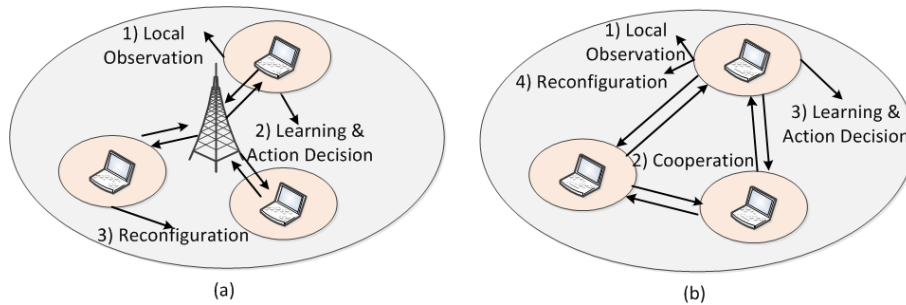 1) Local
Observation
2) Learning &
Action Decision
3) Reconfiguration
(a)
1) Local
Observation
4) Reconfiguration
3) Learning &
Action Decision
2) Cooperation
(b)